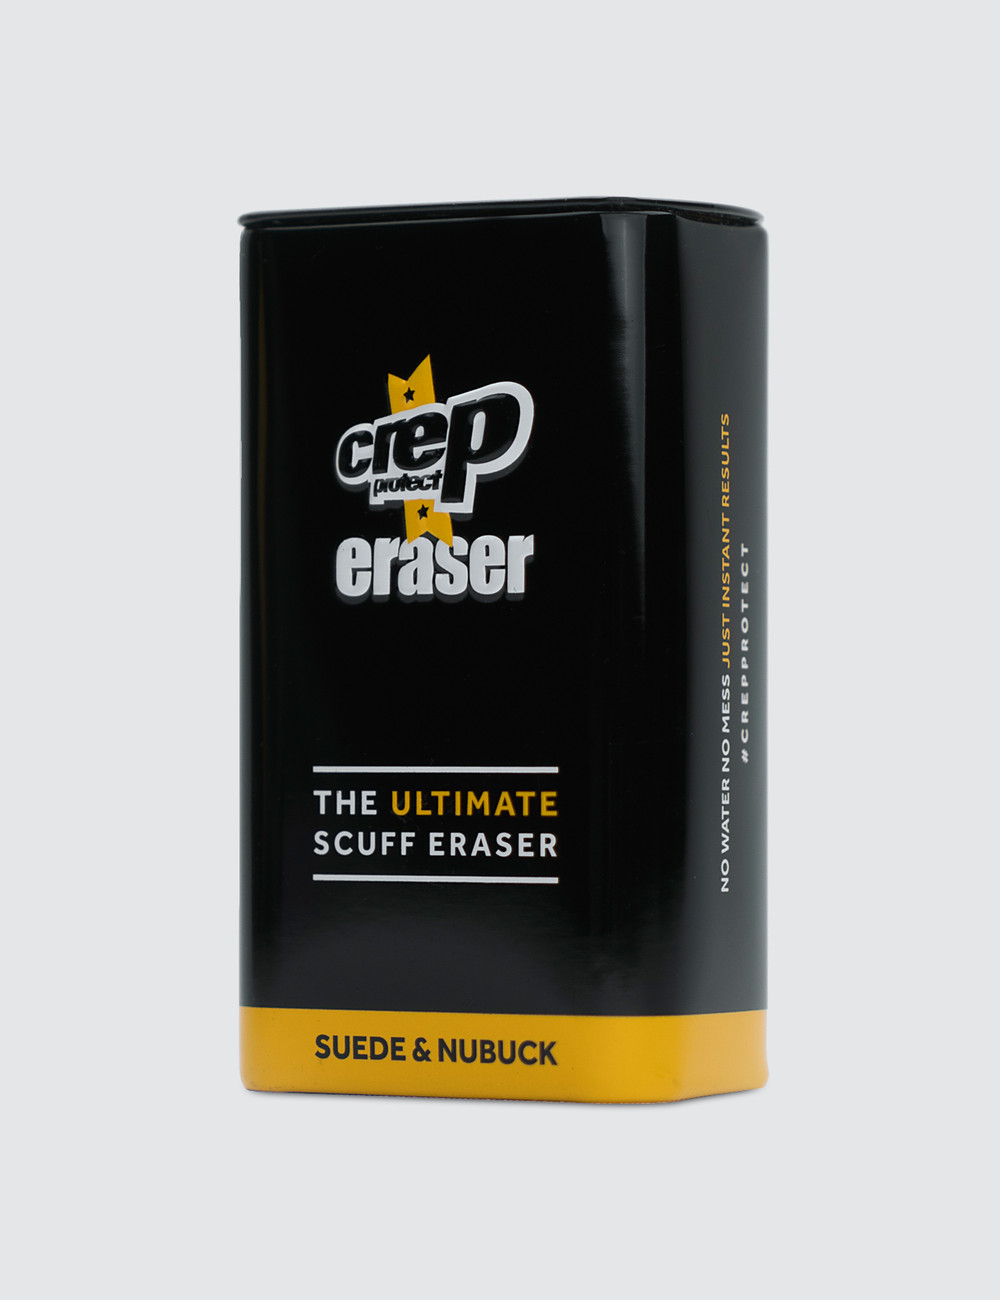 crep
protect
eraser
THE ULTIMATE
SCUFF ERASER
SUEDE & NUBUCK
NO WATER NO MESS JUST INSTANT RESULTS
#CREPPROTECT